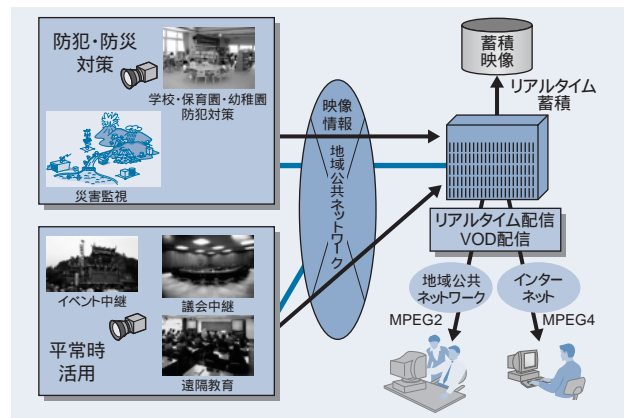 防犯・防災
対策
学校・保育園・幼稚園
防犯対策
災害監視
イベント中継
議会中継
平常時
活用
遠隔教育
映像
情報
地域公共ネットワーク
蓄積
映像
リアルタイム
蓄積
リアルタイム配信
VOD配信
地域公共
ネットワーク
インター
ネット
MPEG2
MPEG4